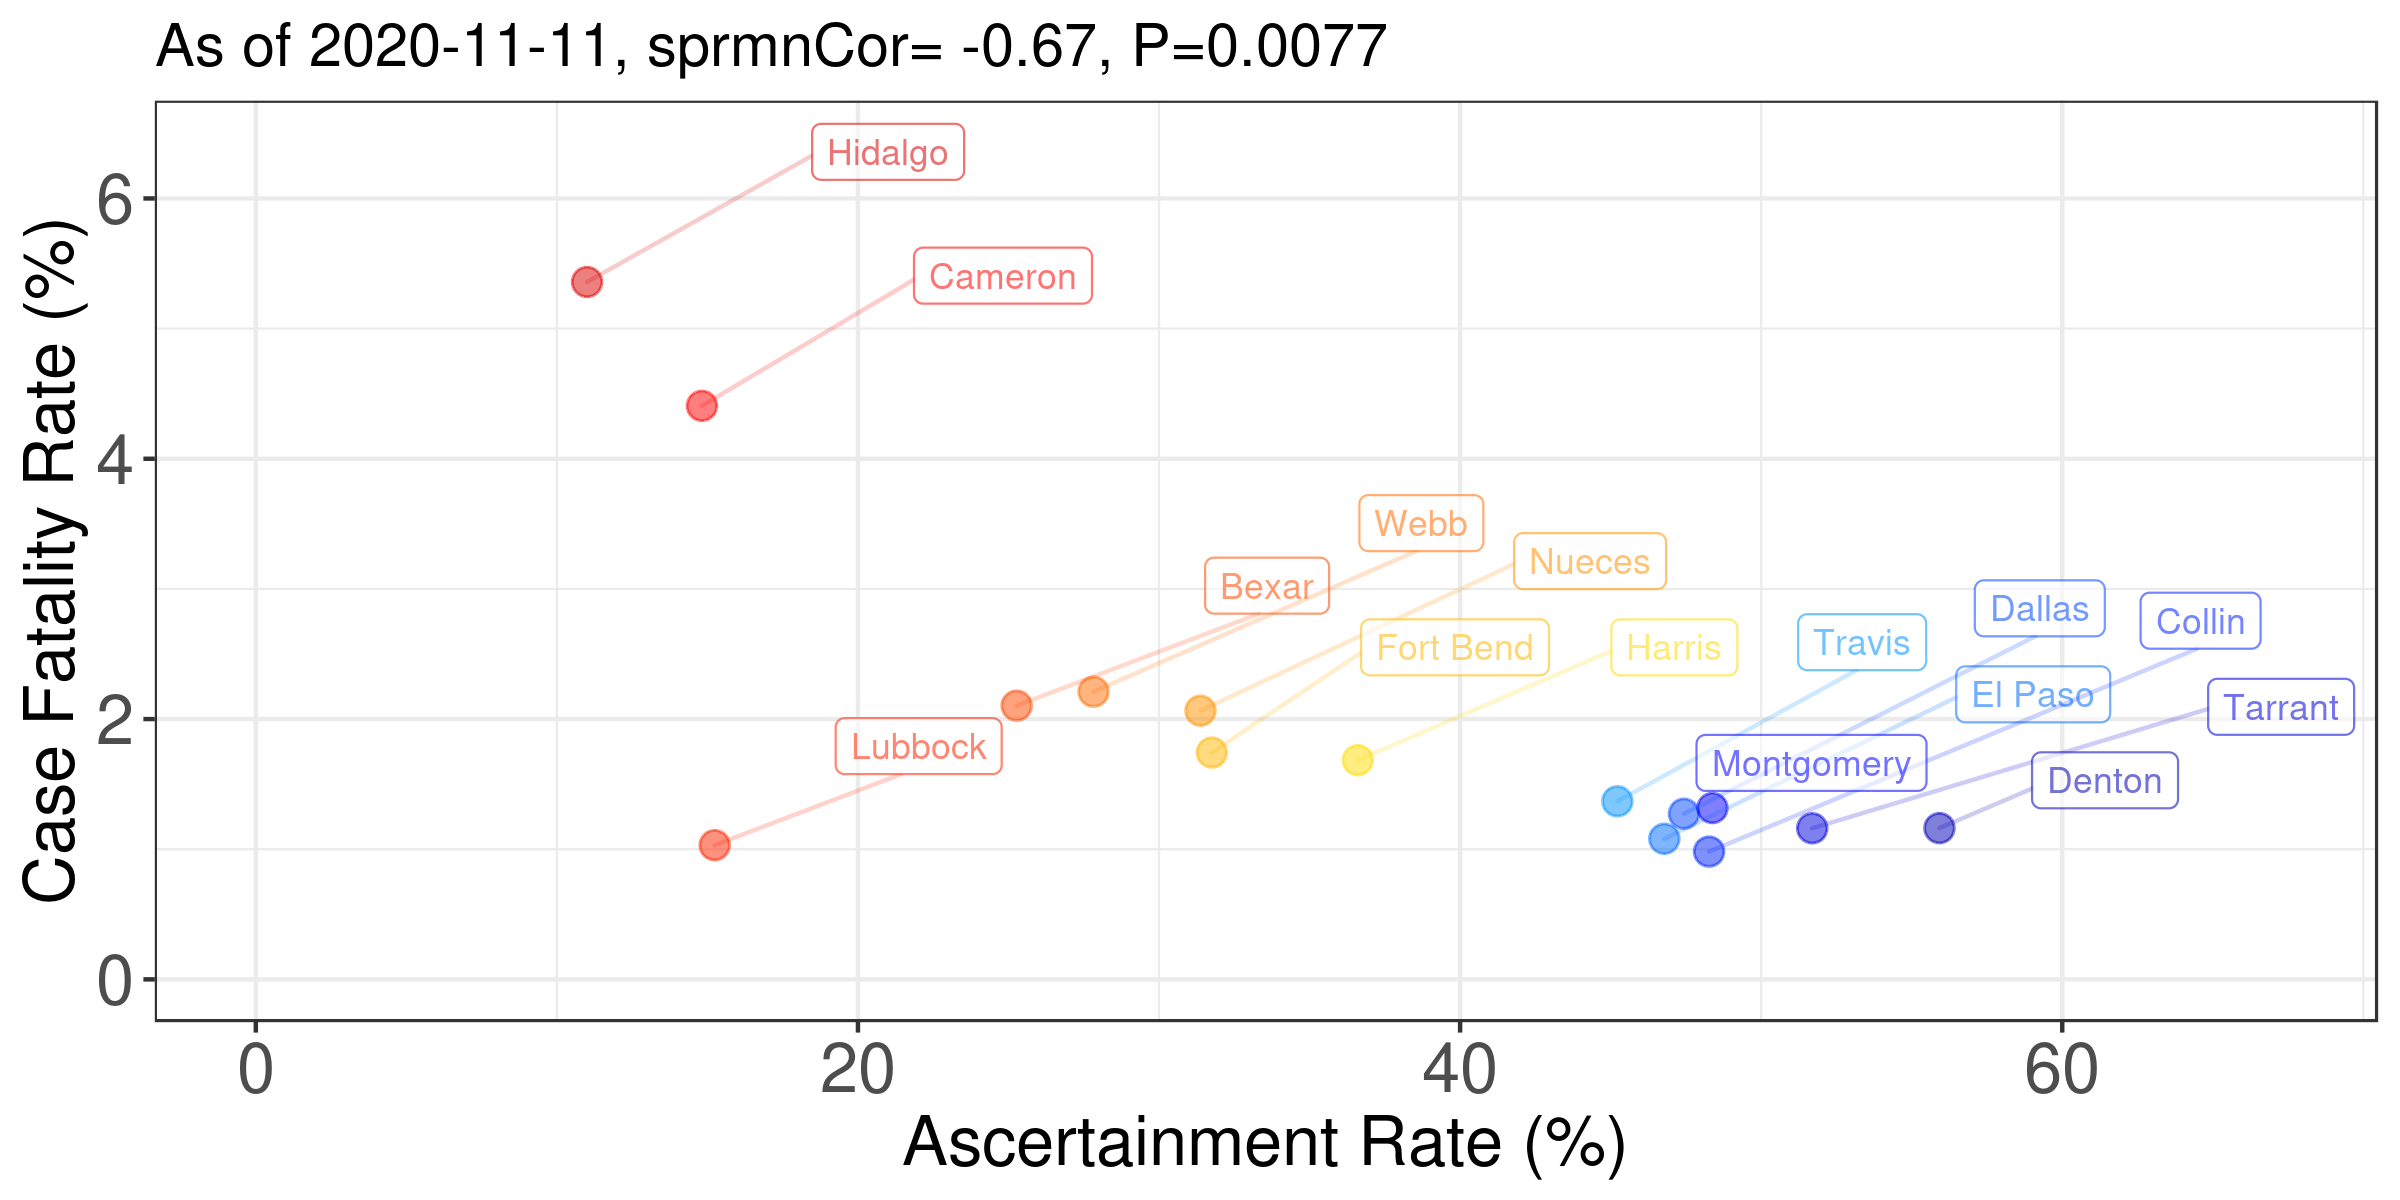 As of 2020-11-11, sprmnCor= -0.67, P=0.0077
Case Fatality Rate (%)
6
4
2
0
Hidalgo
Cameron
Webb
Nueces
Bexar
Fort Bend
Harris
Travis
Dallas
Collin
El Paso
Tarrant
Lubbock
Montgomery
Denton
0 20 40 60
Ascertainment Rate (%)